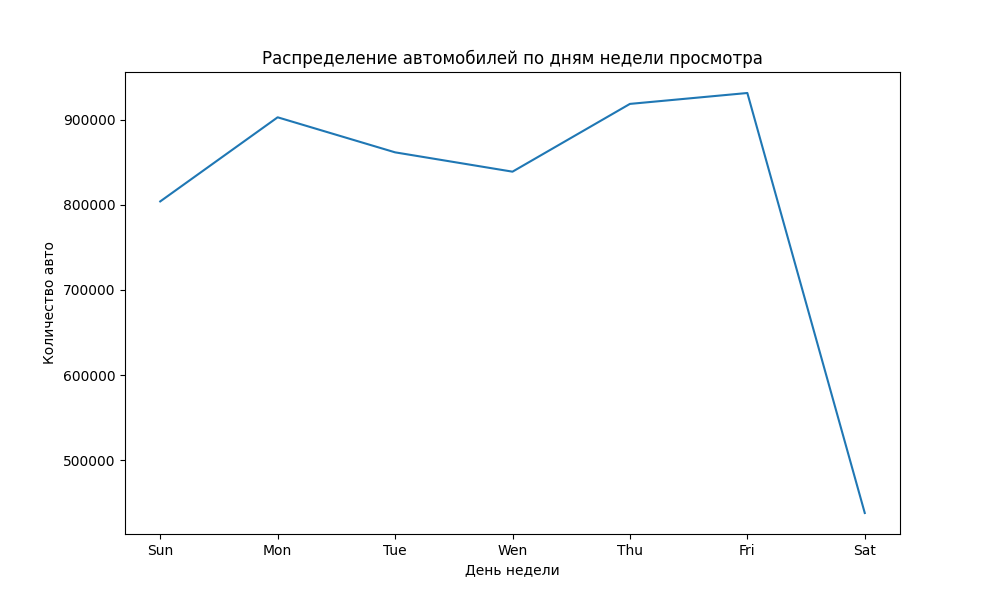 Распределение автомобилей по дням недели просмотра
Количество авто
900000
800000
700000
600000
500000
Sun Mon Tue Wen Thu Fri Sat
День недели